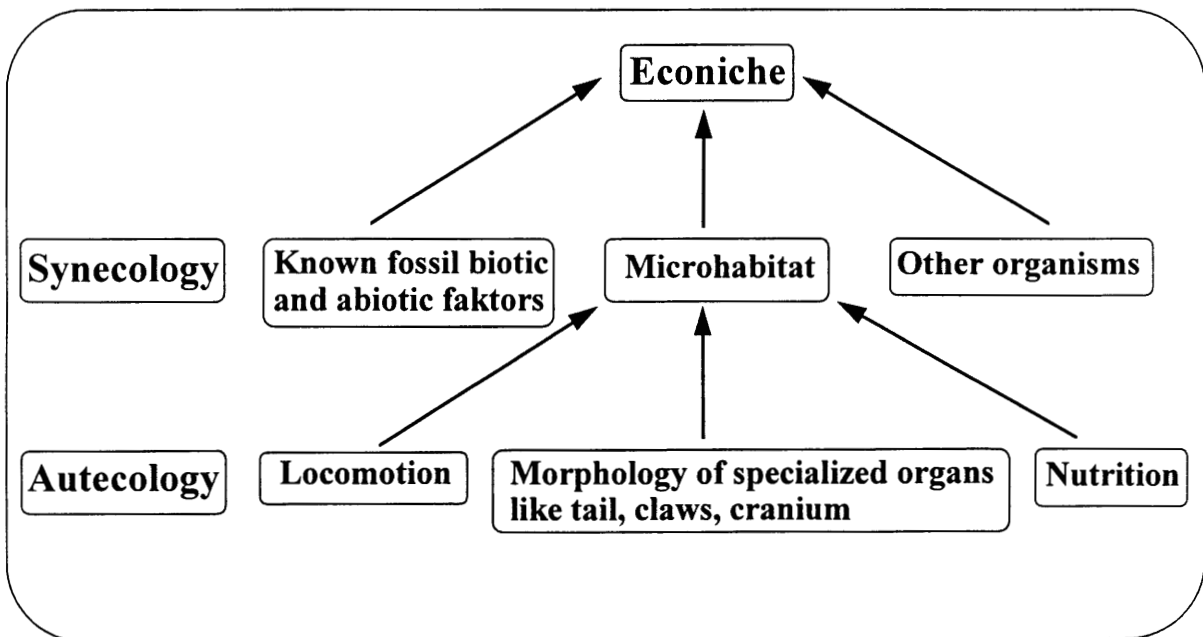 Econiche
Synecology
Known fossil biotic
and abiotic faktors
Microhabitat
Other organisms
Autecology
Locomotion
Morphology of specialized organs
like tail, claws, cranium
Nutrition